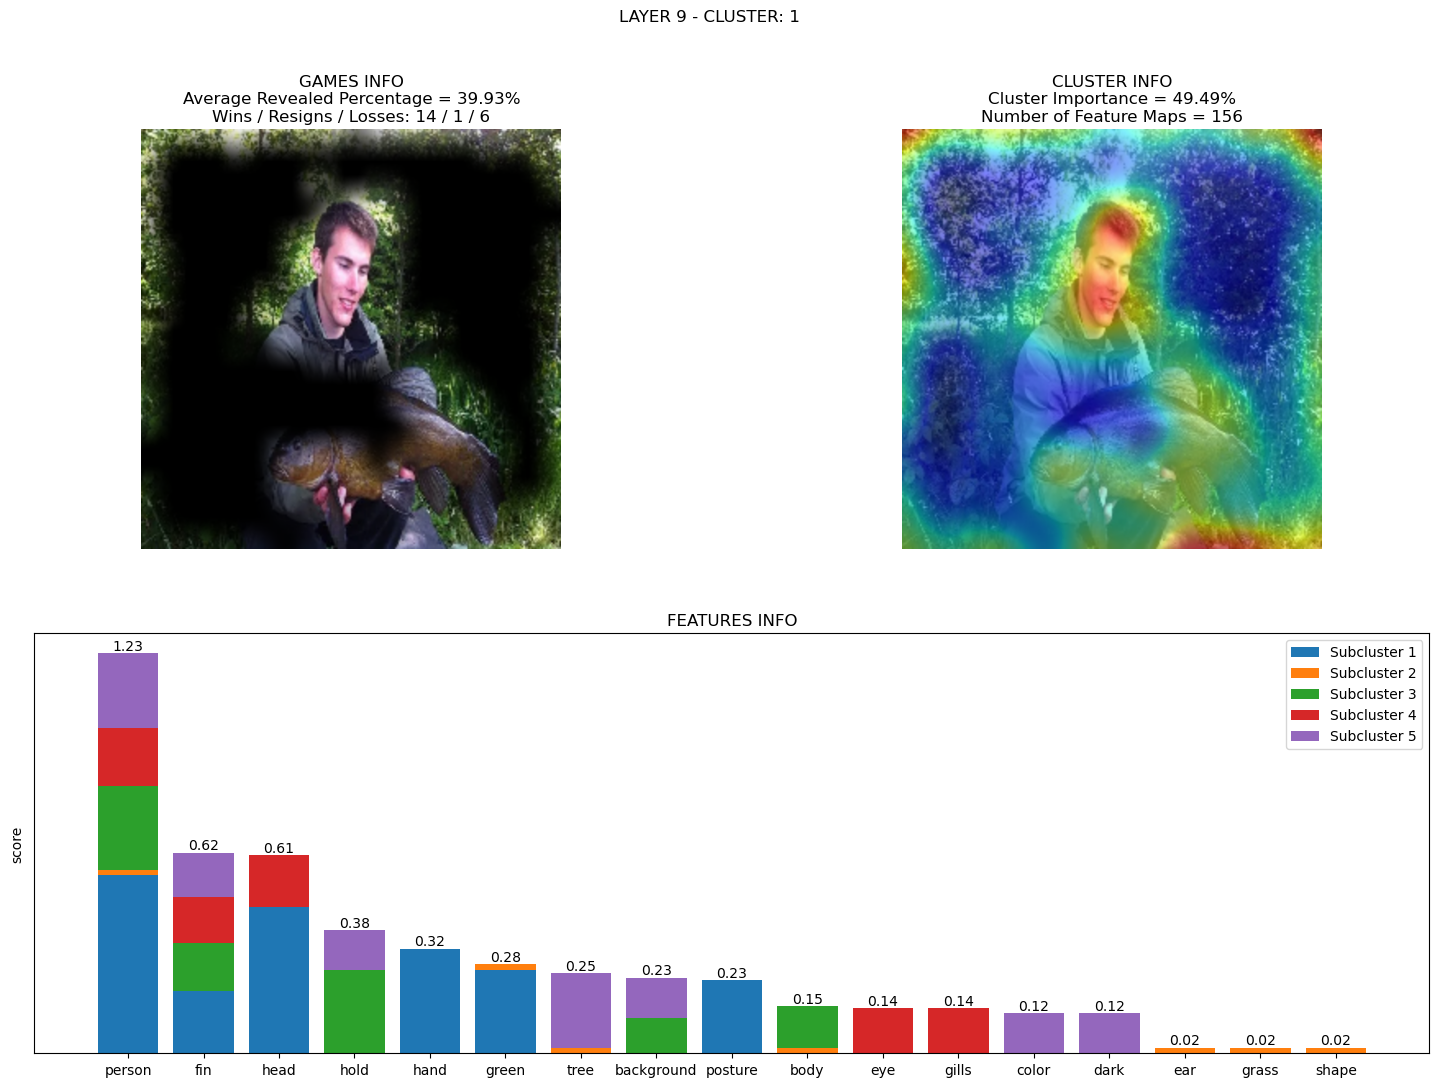 LAYER 9 - CLUSTER: 1
GAMES INFO
Average Revealed Percentage = 39.93%
Wins / Resigns / Losses: 14 / 1 / 6
CLUSTER INFO
Cluster Importance = 49.49%
Number of Feature Maps = 156
FEATURES INFO
score
1.23
0.62
0.61
0.38
0.32
0.28
0.25
0.23
0.23
0.15
0.14
0.14
0.12
0.12
0.02
0.02
0.02
Subcluster 1
Subcluster 2
Subcluster 3
Subcluster 4
Subcluster 5
person fin head hold hand green tree background posture body eye gills color dark ear grass shape